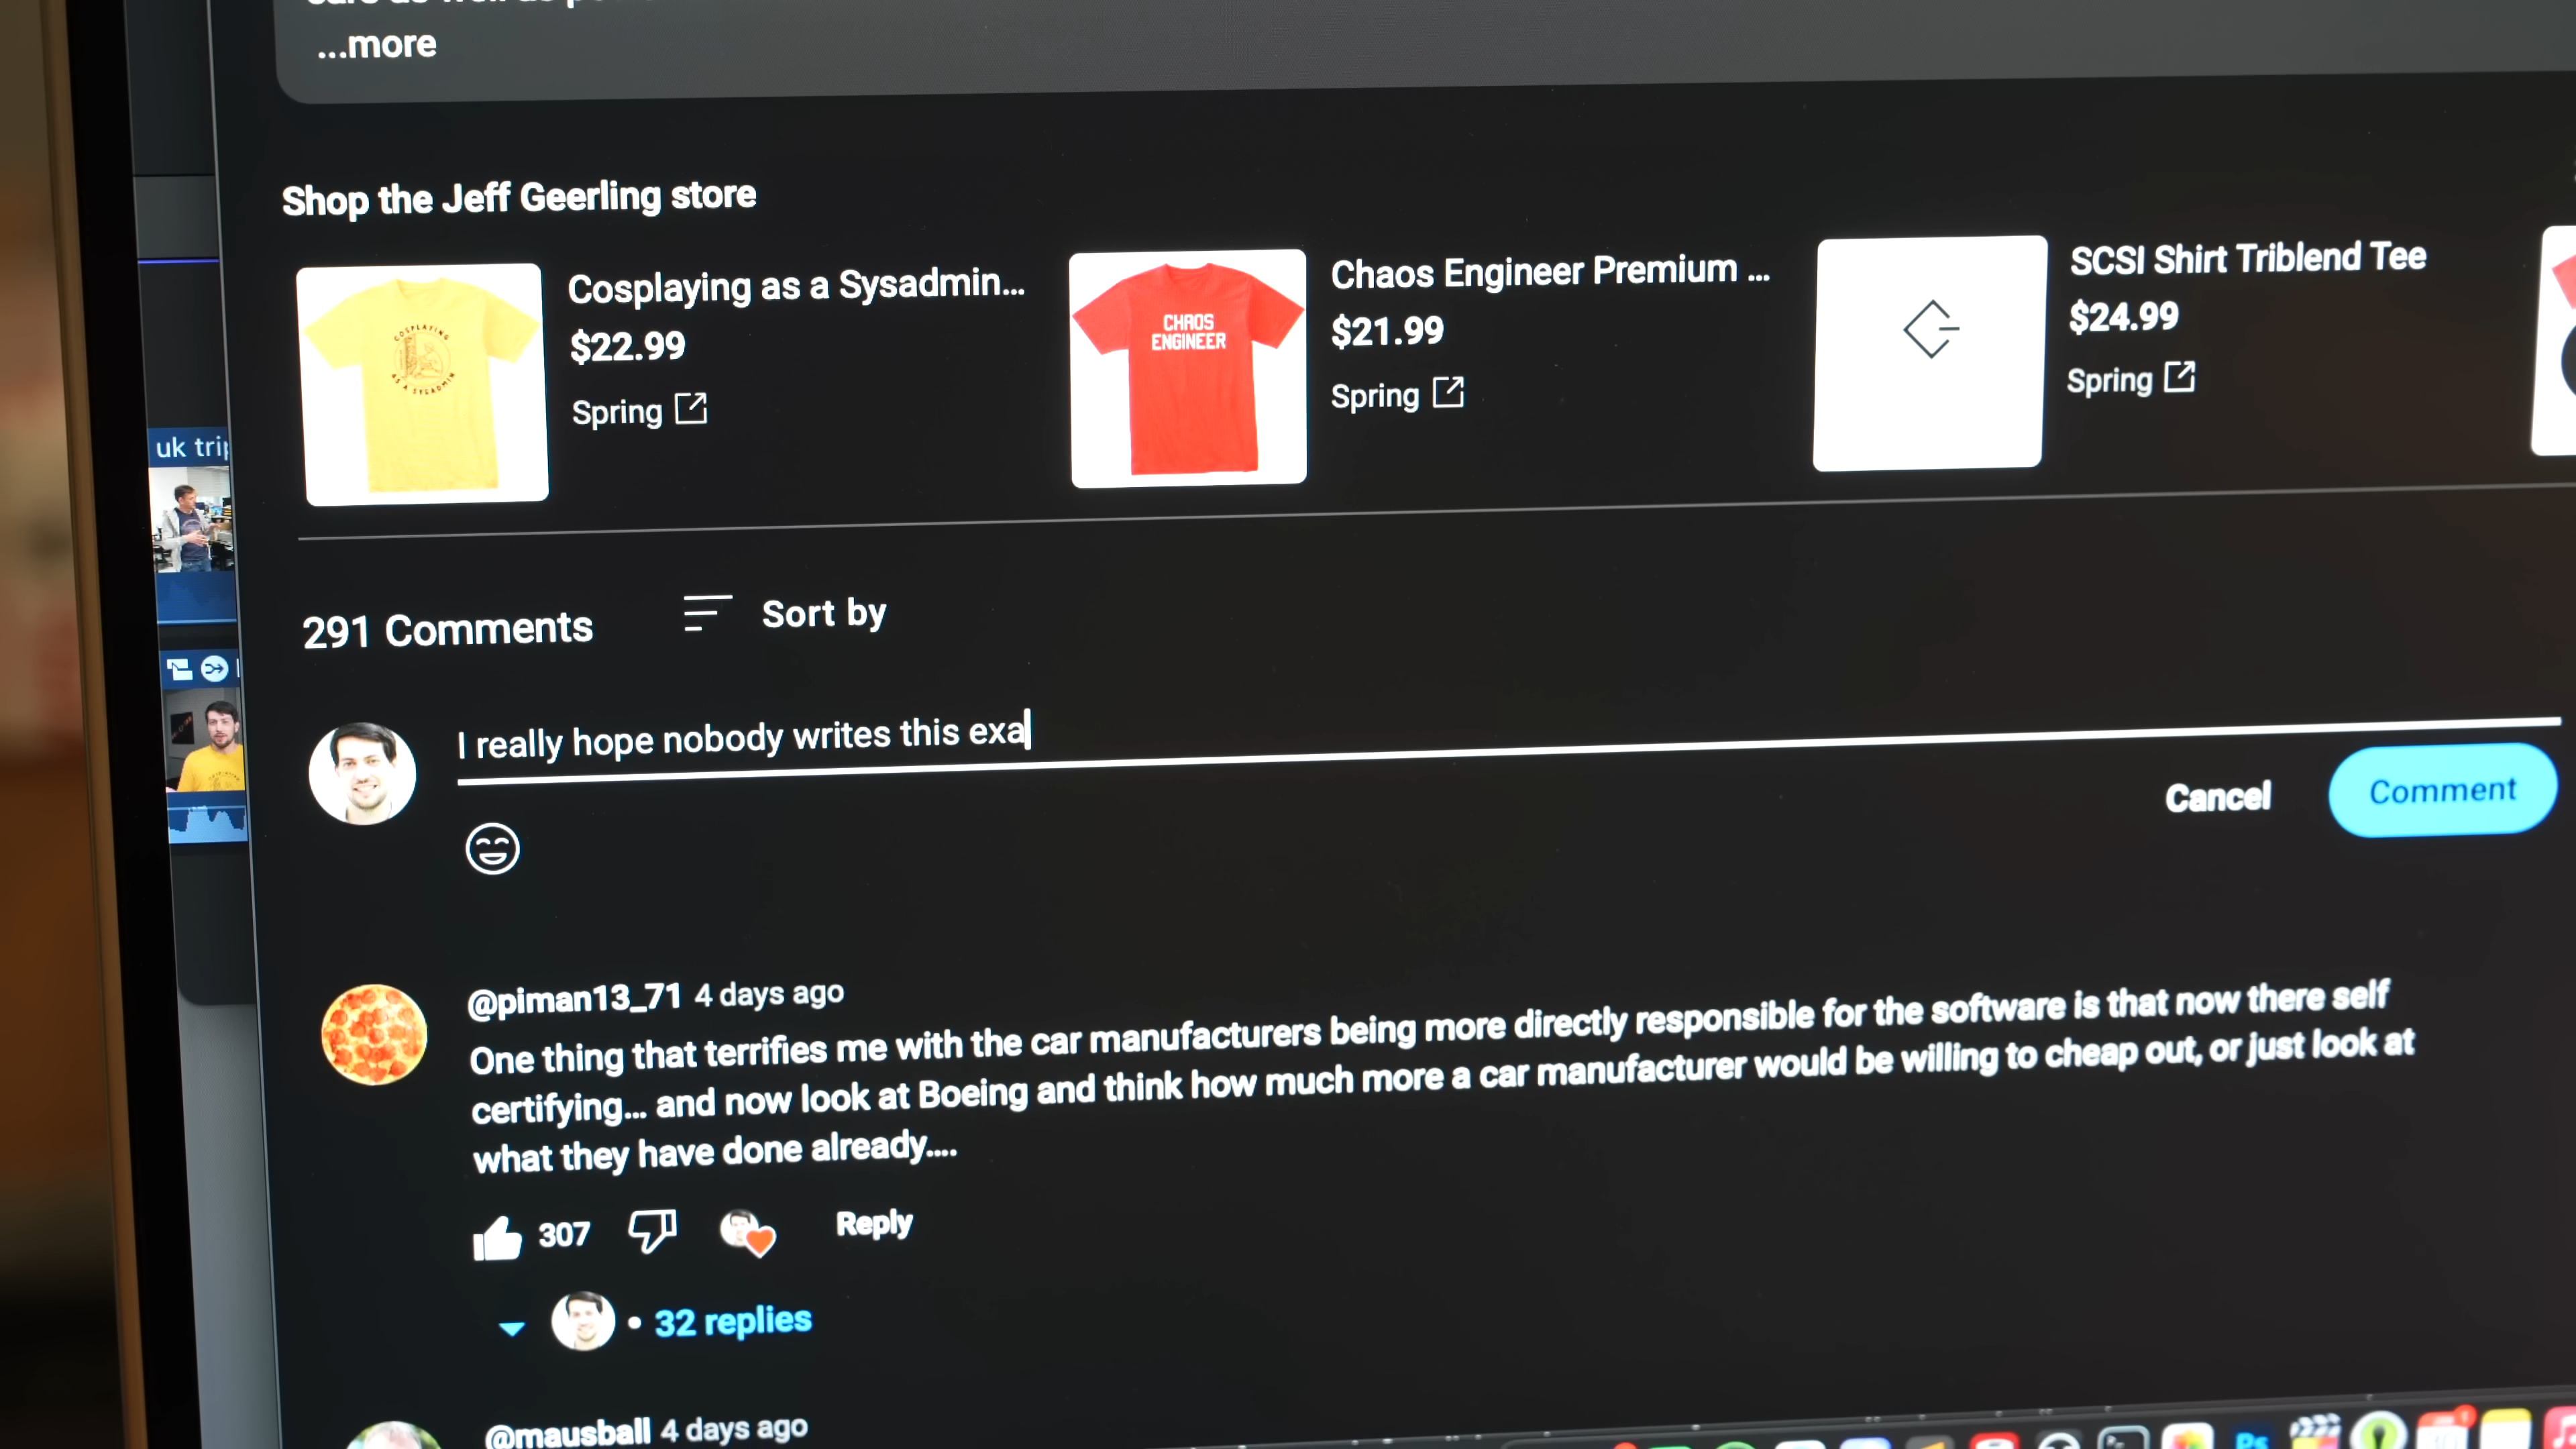 ...more
Shop the Jeff Geerling store
Cosplaying as a Sysadmin...
$22.99
Spring
COSPLAYING
AS A SYSADMIN
Chaos Engineer Premium ...
$21.99
Spring
CHAOS
ENGINEER
SCSI Shirt Triblend Tee
$24.99
Spring
uk trip
291 Comments
Sort by
I really hope nobody writes this exa
Cancel
Comment
@piman13_71 4 days ago
One thing that terrifies me with the car manufacturers being more directly responsible for the software is that now there self
certifying... and now look at Boeing and think how much more a car manufacturer would be willing to cheap out, or just look at
what they have done already....
307
Reply
• 32 replies
@mausball 4 days ago
Ps